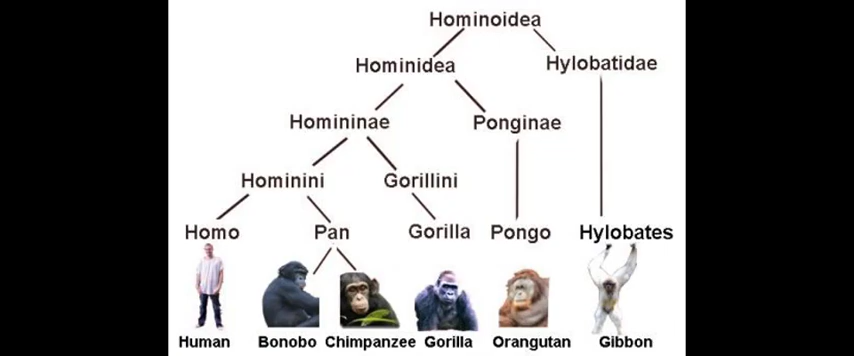 Hominoidea
Hominidea
Hylobatidae
Homininae
Ponginae
Hominini
Gorillini
Homo
Pan
Gorilla
Pongo
Hylobates
Human
Bonobo
Chimpanzee
Gorilla
Orangutan
Gibbon